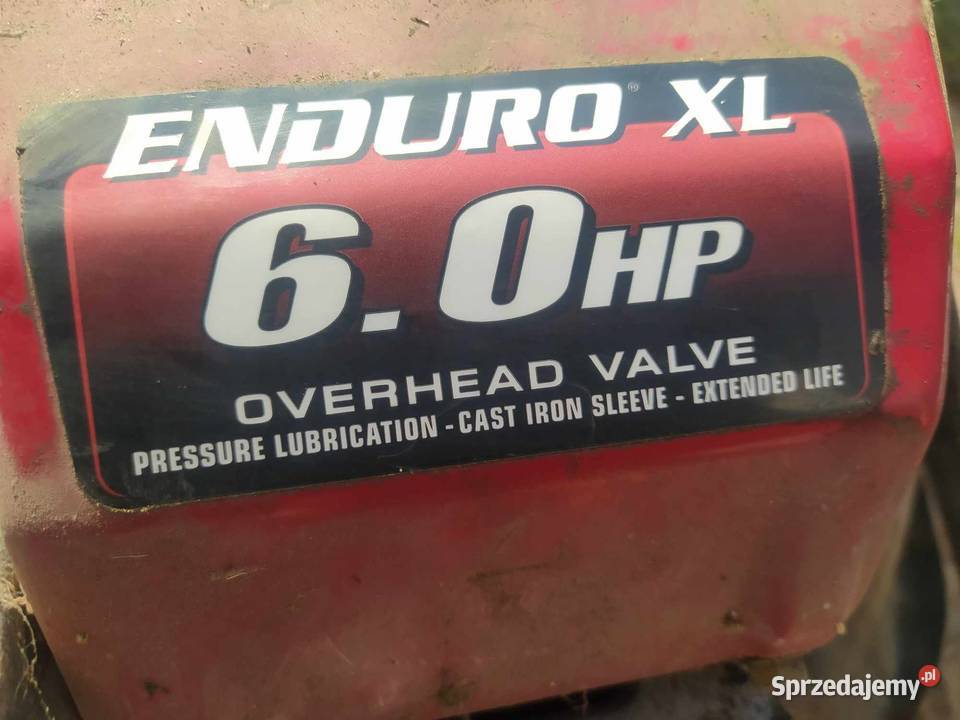 ENDURO® XL
6.0HP
OVERHEAD VALVE
PRESSURE LUBRICATION - CAST IRON SLEEVE - EXTENDED LIFE
Sprzedajemy.pl